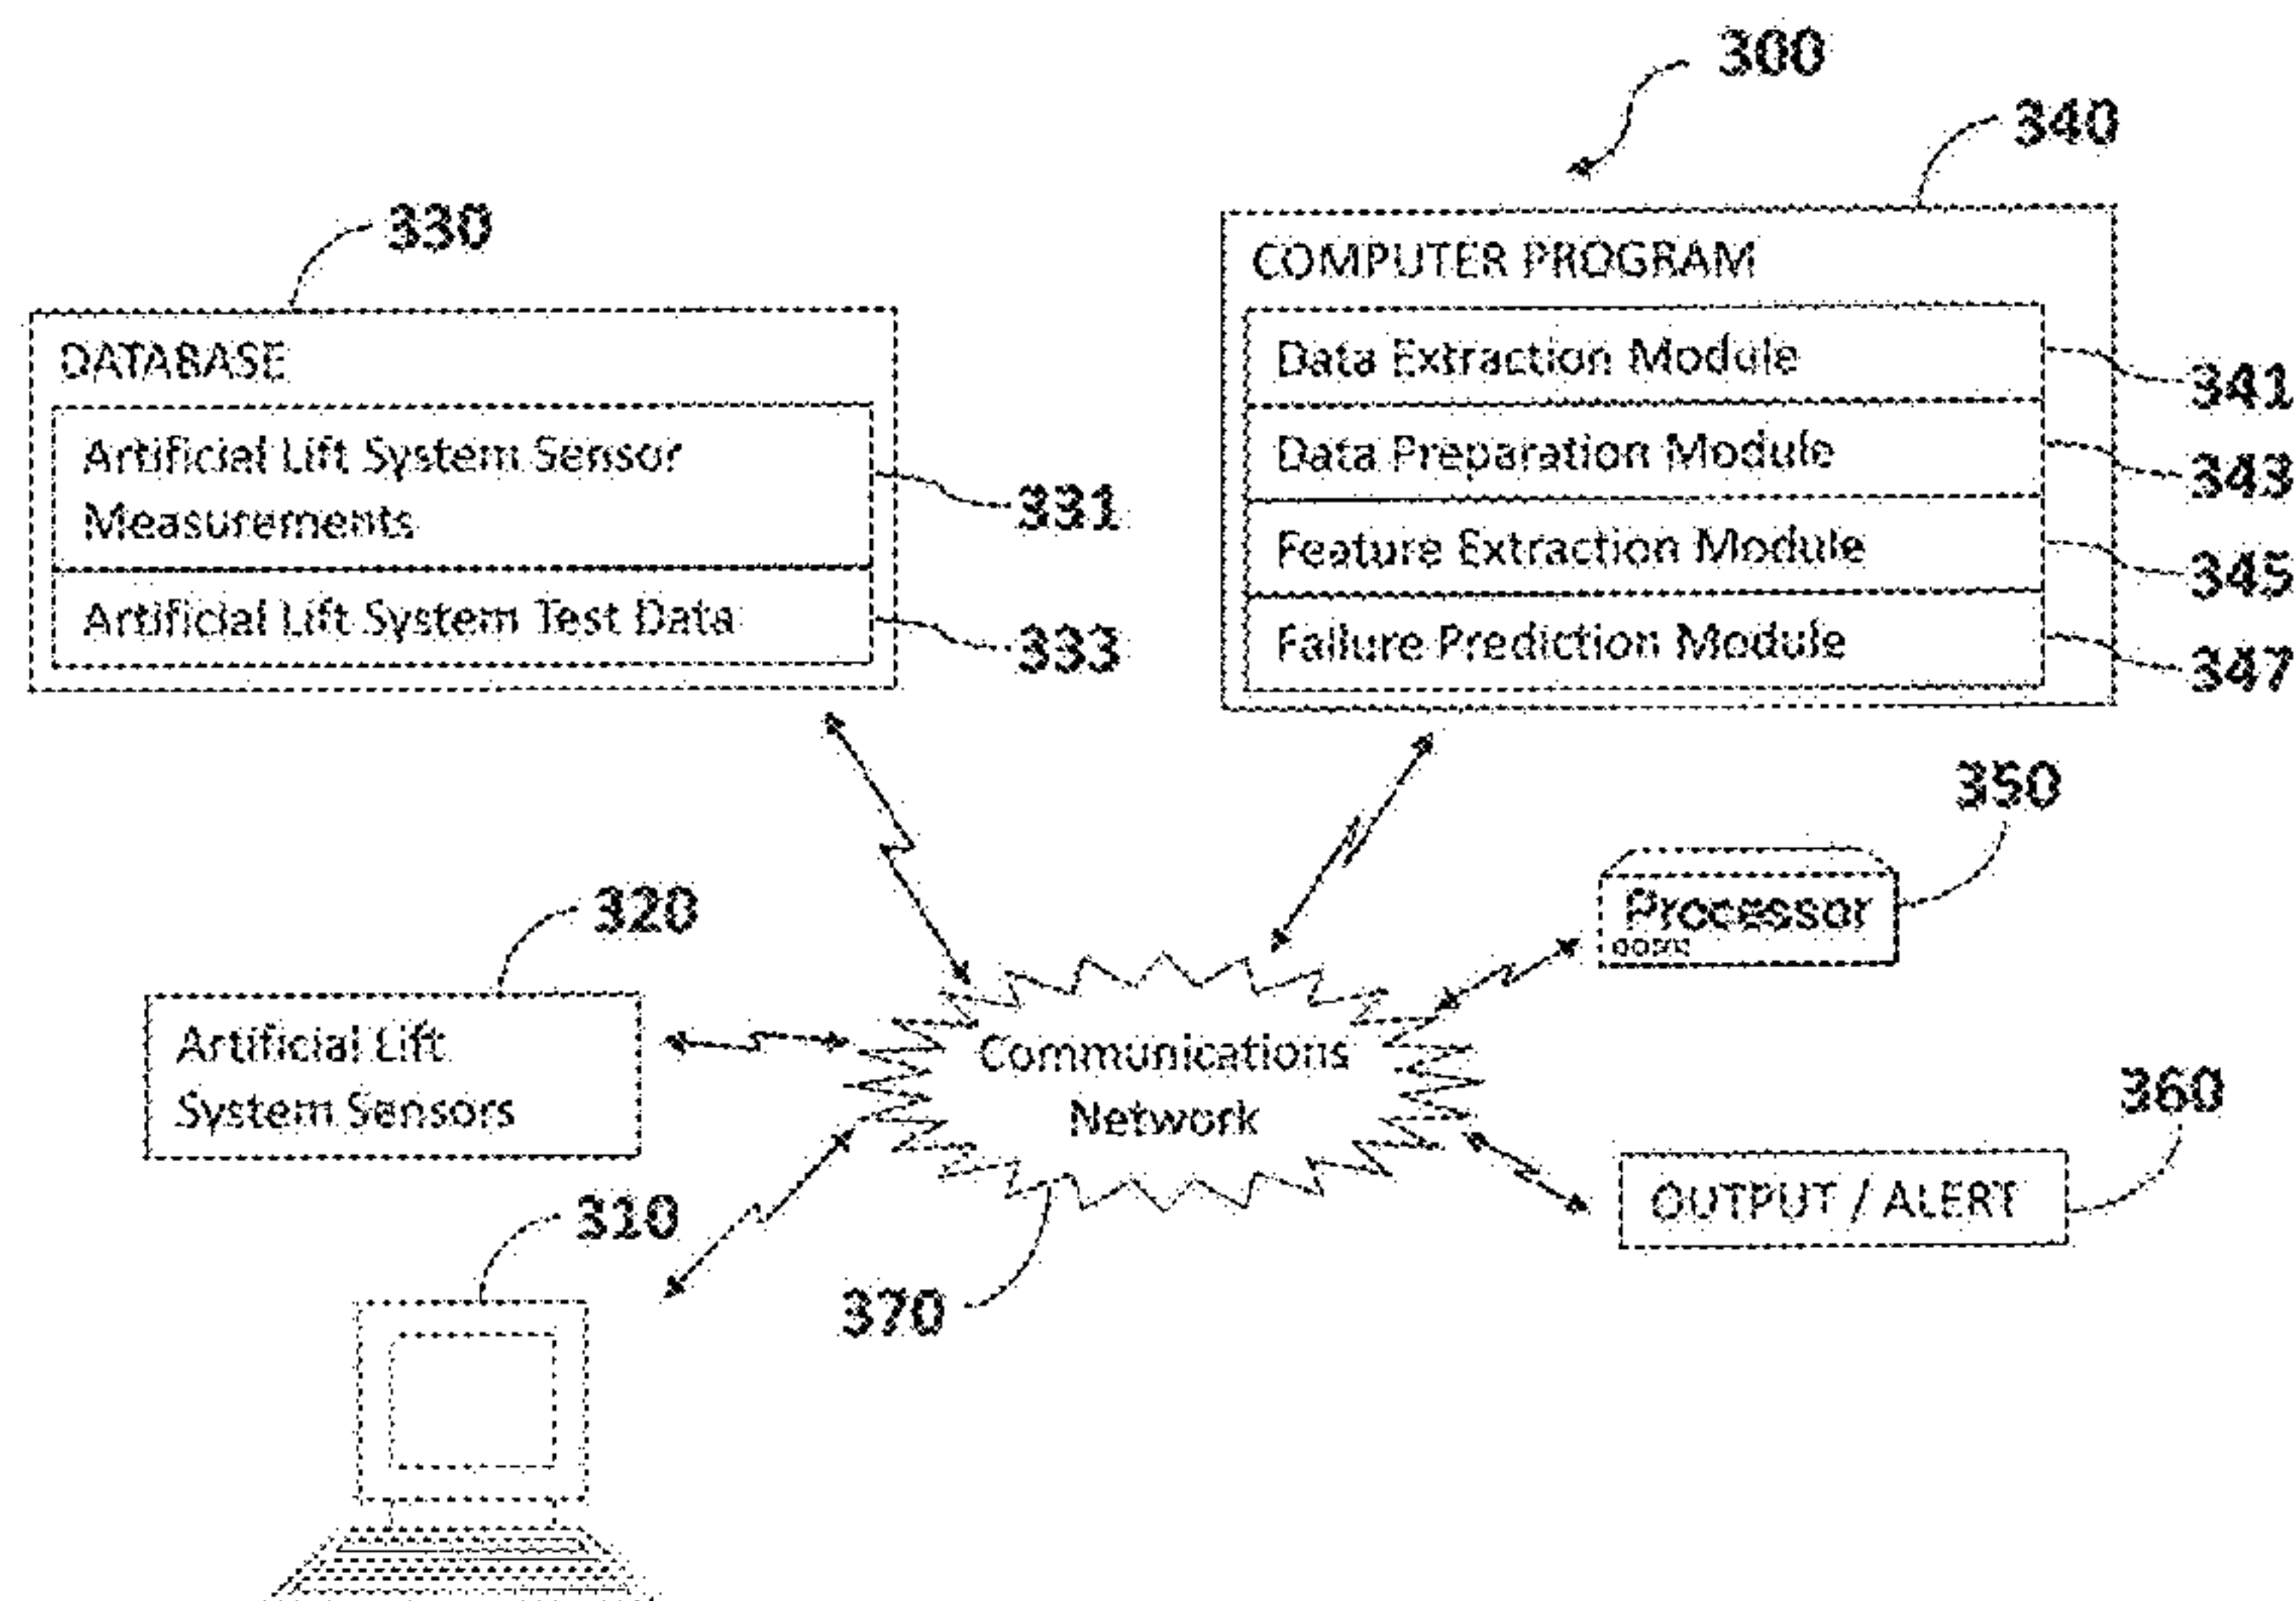 300
340
330
COMPUTER PROGRAM
DATABASE
Data Extraction Module
341
Artificial Lift System Sensor
Measurements
331
Data Preparation Module
343
Feature Extraction Module
345
Artificial Lift System Test Data
333
Failure Prediction Module
347
350
Processor
320
Artificial Lift
System Sensors
Communications
Network
360
OUTPUT / ALERT
310
370